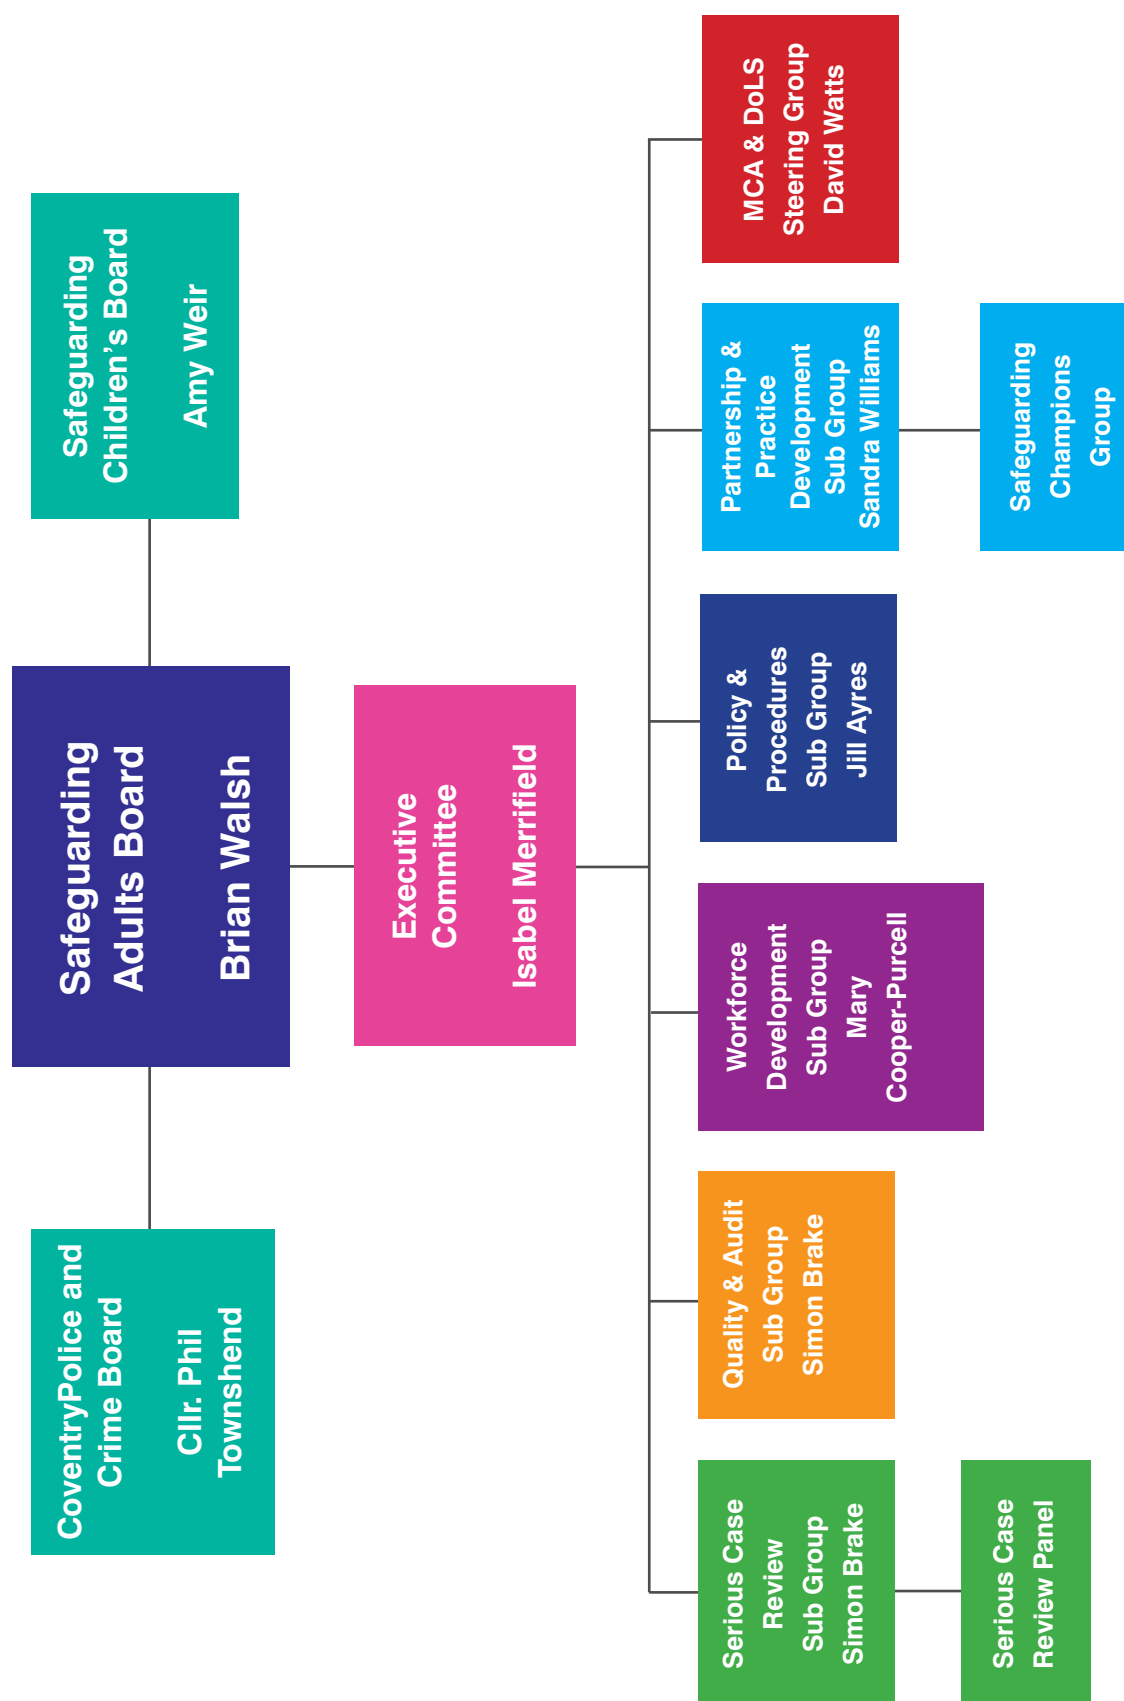 CoventryPolice and
Crime Board
Cllr. Phil
Townshend
Safeguarding
Adults Board
Brian Walsh
Safeguarding
Children’s Board
Amy Weir
Executive
Committee
Isabel Merrifield
Serious Case
Review
Sub Group
Simon Brake
Quality & Audit
Sub Group
Simon Brake
Workforce
Development
Sub Group
Mary
Cooper-Purcell
Policy &
Procedures
Sub Group
Jill Ayres
Partnership &
Practice
Development
Sub Group
Sandra Williams
MCA & DoLS
Steering Group
David Watts
Serious Case
Review Panel
Safeguarding
Champions
Group